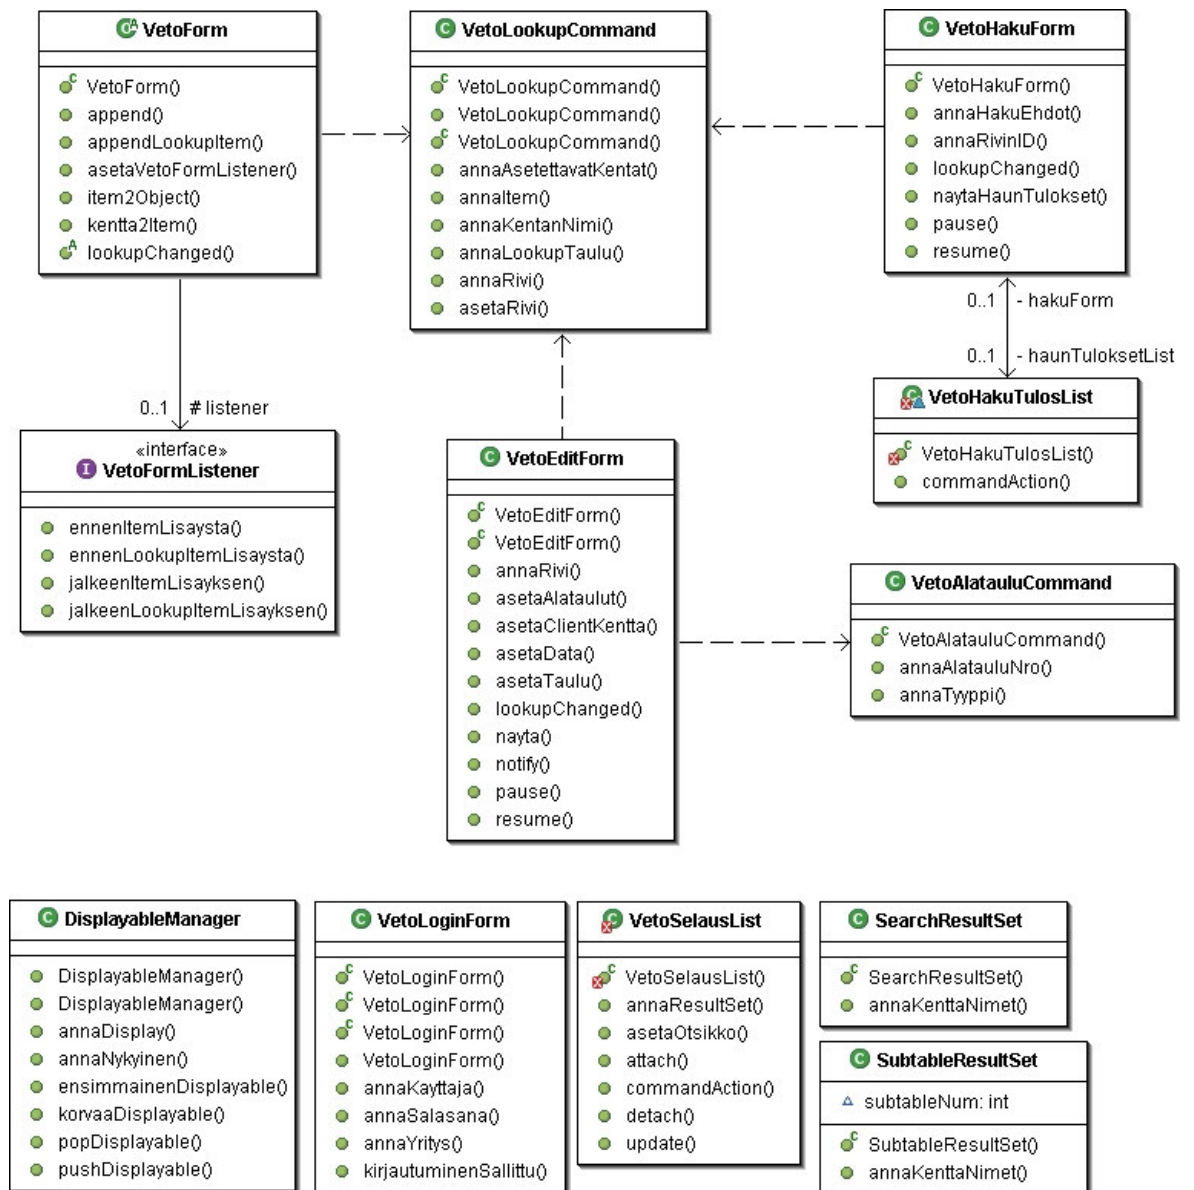 VetoForm
VetoForm()
append()
appendLookupItem()
asetaVetoFormListener()
item2Object()
kentta2Item()
lookupChanged()
VetoLookupCommand
VetoLookupCommand()
VetoLookupCommand()
VetoLookupCommand()
annaAsetettavatKentat()
annaItem()
annaKentanNimi()
annaLookupTaulu()
annaRivi()
asetaRivi()
VetoHakuForm
VetoHakuForm()
annaHakuEhdot()
annaRivinID()
lookupChanged()
naytaHaunTulokset()
pause()
resume()
0..1 - hakuForm
0..1 - haunTuloksetList
VetoHakuTulosList
VetoHakuTulosList()
commandAction()
0..1 # listener
«interface»
VetoFormListener
ennenItemLisaysta()
ennenLookupItemLisaysta()
jalkeenItemLisayksen()
jalkeenLookupItemLisayksen()
VetoEditForm
VetoEditForm()
VetoEditForm()
annaRivi()
asetaAlataulut()
asetaClientKentta()
asetaData()
asetaTaulu()
lookupChanged()
nayta()
notify()
pause()
resume()
VetoAlatauluCommand
VetoAlatauluCommand()
annaAlatauluNro()
annaTyyppi()
DisplayableManager
DisplayableManager()
DisplayableManager()
annaDisplay()
annaNykyinen()
ensimmainenDisplayable()
korvaaDisplayable()
popDisplayable()
pushDisplayable()
VetoLoginForm
VetoLoginForm()
VetoLoginForm()
VetoLoginForm()
VetoLoginForm()
annaKayttaja()
annaSalasana()
annaYritys()
kirjautuminenSallittu()
VetoSelausList
VetoSelausList()
annaResultSet()
asetaOtsikko()
attach()
commandAction()
detach()
update()
SearchResultSet
SearchResultSet()
annaKenttaNimet()
SubtableResultSet
subtableNum: int
SubtableResultSet()
annaKenttaNimet()